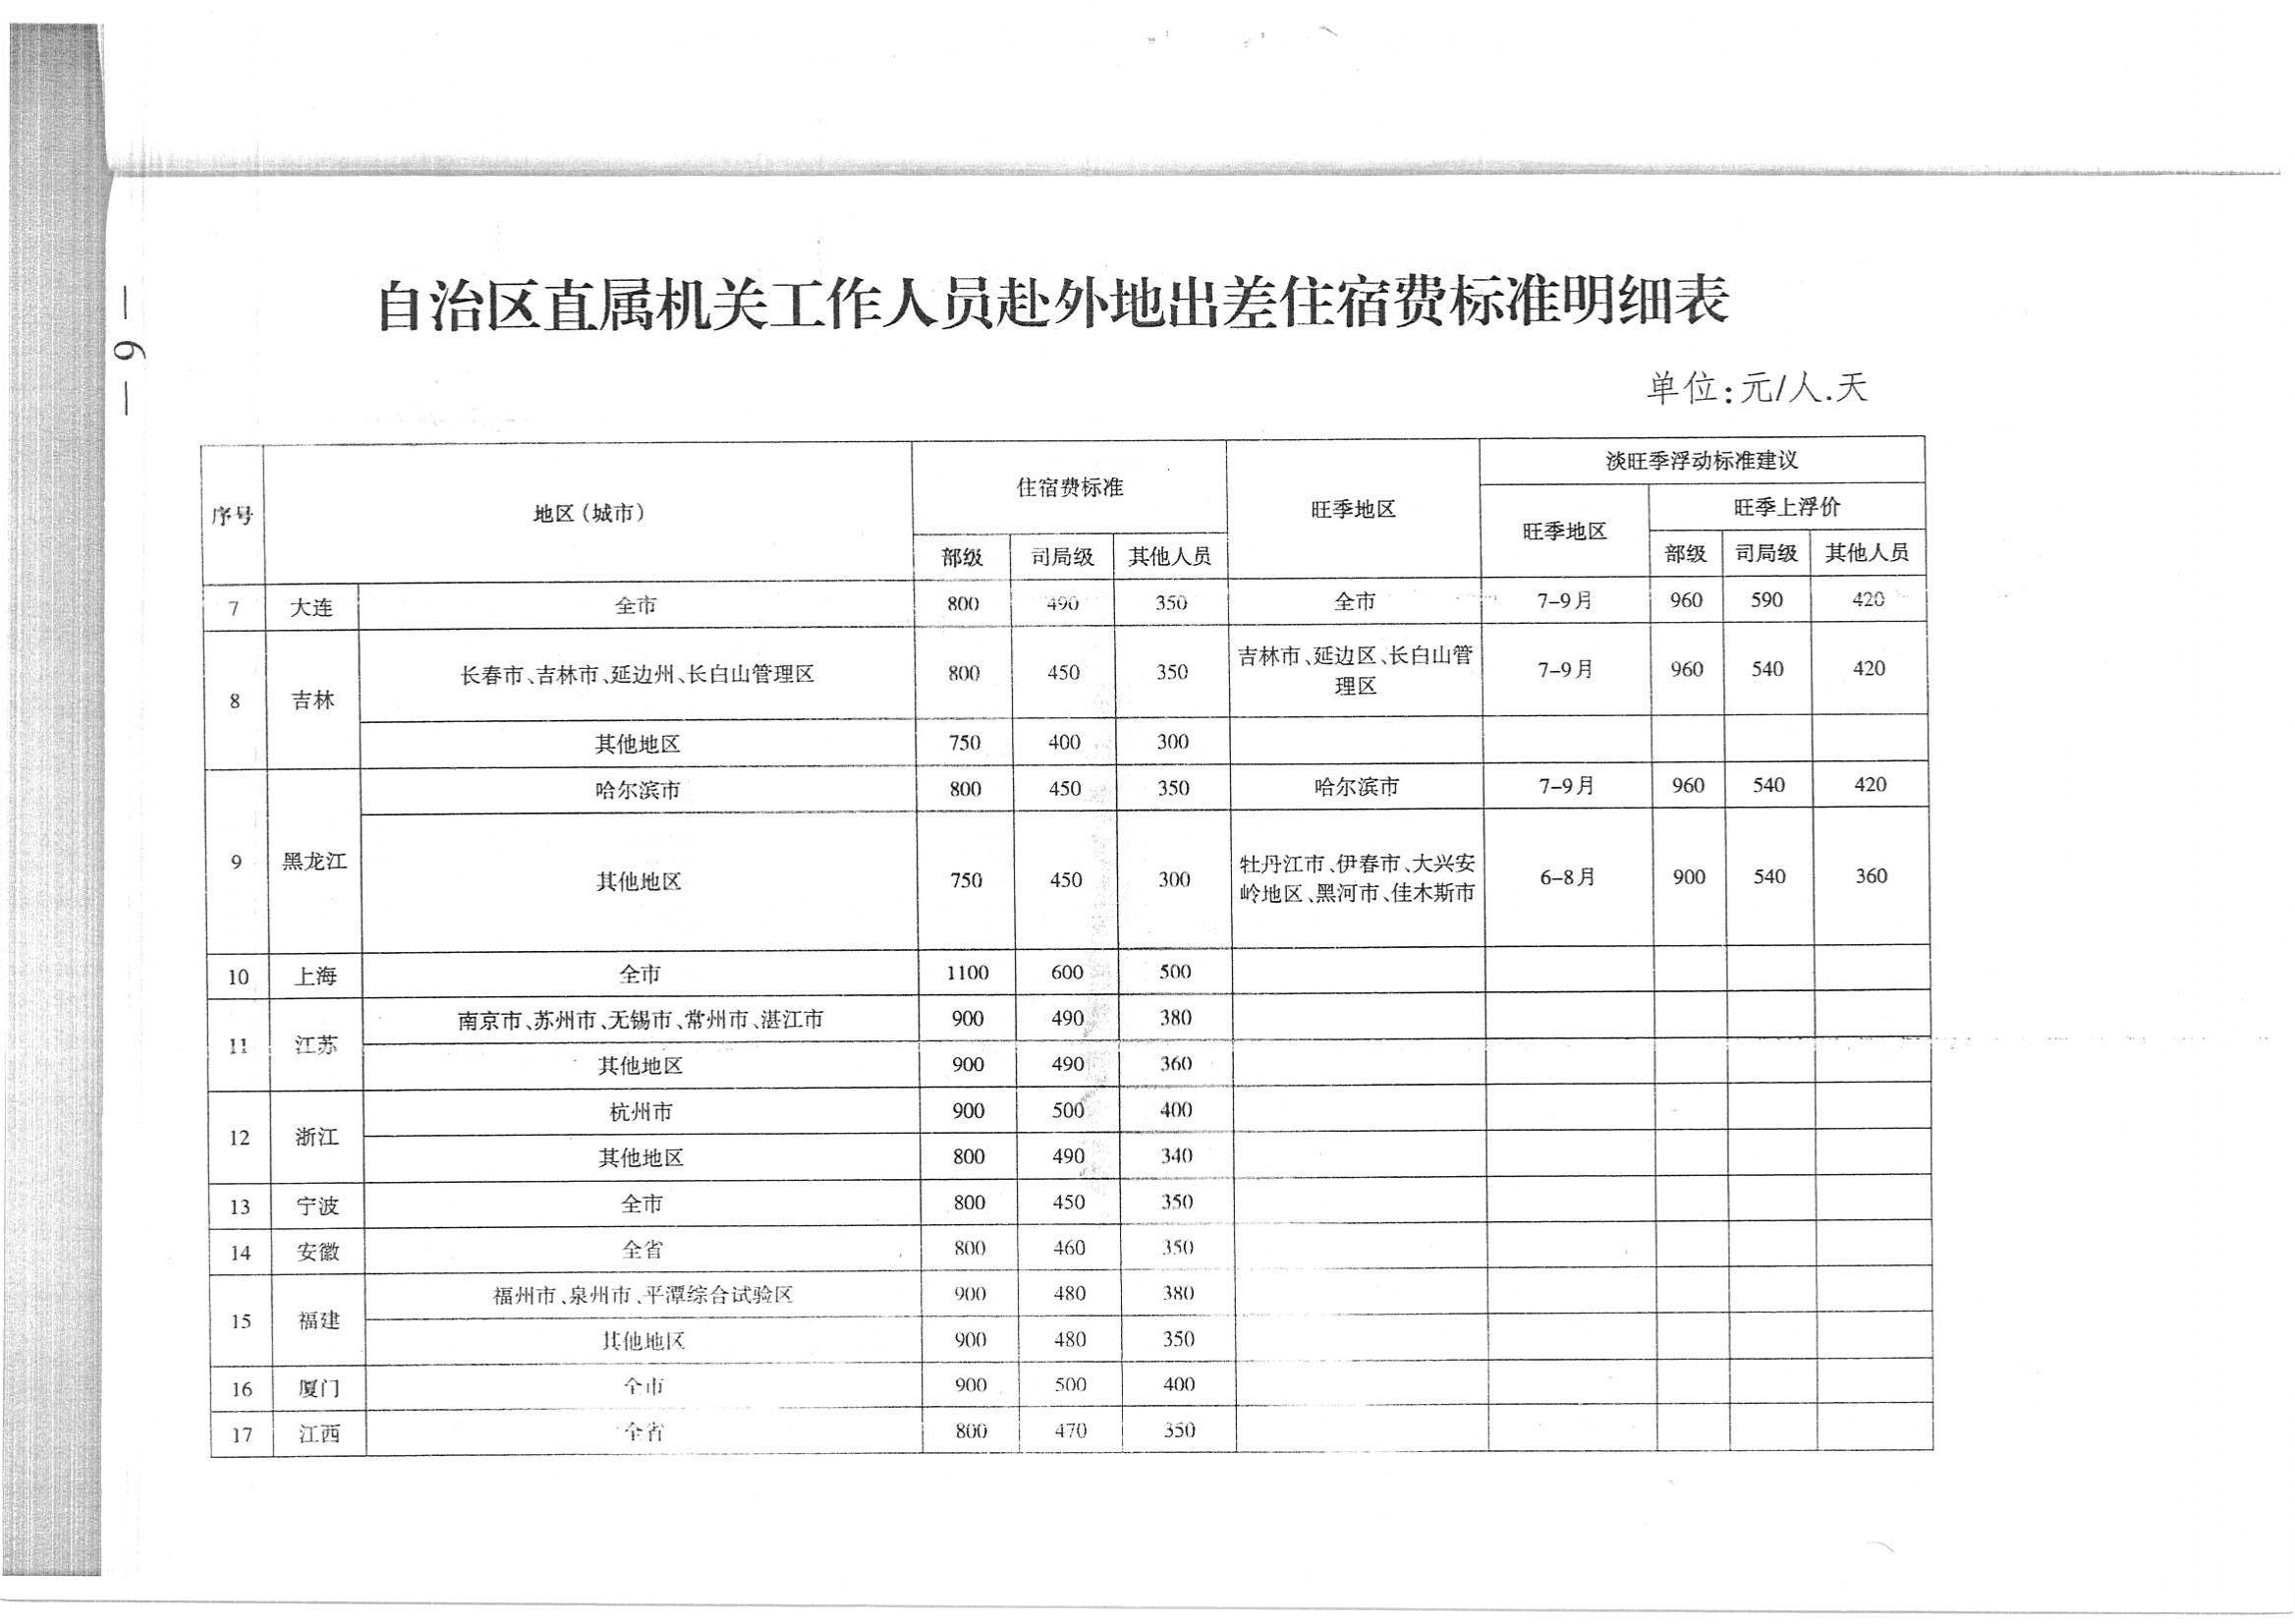 — 9 —
自治区直属机关工作人员赴外地出差住宿费标准明细表
单位:元/人.天
序号 地区(城市) 住宿费标准 旺季地区 淡旺季浮动标准建议
旺季地区 旺季上浮价
部级 司局级 其他人员 部级 司局级 其他人员
7 大连 全市 800 490 350 全市 7-9月 960 590 420
8 吉林 长春市、吉林市、延边州、长白山管理区 800 450 350 吉林市、延边区、长白山管
理区 7-9月 960 540 420
其他地区 750 400 300
9 黑龙江 哈尔滨市 800 450 350 哈尔滨市 7-9月 960 540 420
其他地区 750 450 300 牡丹江市、伊春市、大兴安
岭地区、黑河市、佳木斯市 6-8月 900 540 360
10 上海 全市 1100 600 500
11 江苏 南京市、苏州市、无锡市、常州市、湛江市 900 490 380
其他地区 900 490 360
12 浙江 杭州市 900 500 400
其他地区 800 490 340
13 宁波 全市 800 450 350
14 安徽 全省 800 460 350
15 福建 福州市、泉州市、平潭综合试验区 900 480 380
其他地区 900 480 350
16 厦门 全市 900 500 400
17 江西 全省 800 470 350